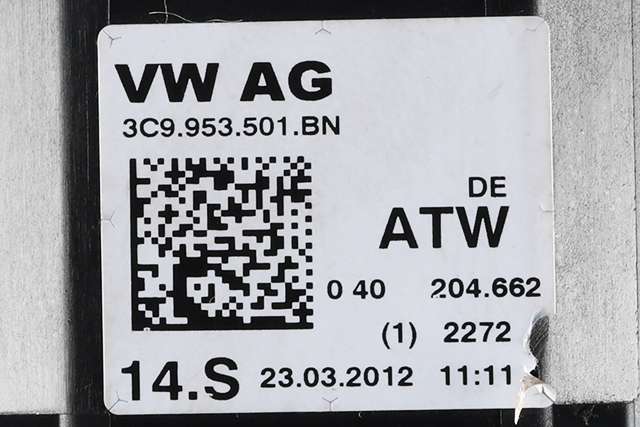 VW AG
3C9.953.501.BN
DE
ATW
0 40 204.662
(1) 2272
14.S 23.03.2012 11:11